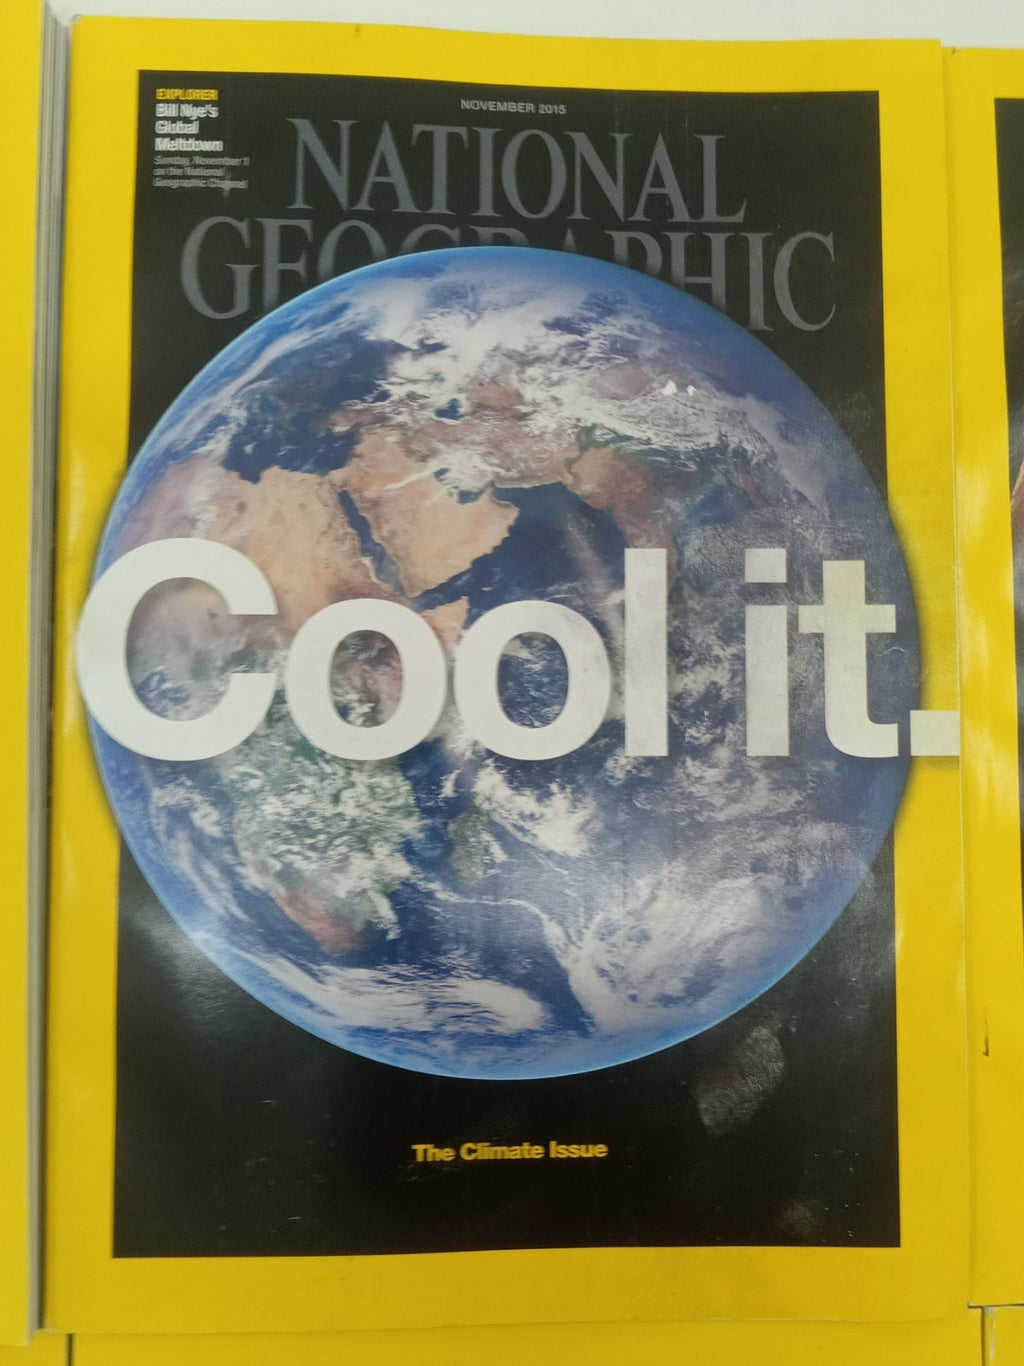 EXPLORER
Bill Nye's
Global
Meltdown
Sunday, November 1
on the National
Geographic Channel
NOVEMBER 2015
NATIONAL
GEOGRAPHIC
Cool it.
The Climate Issue